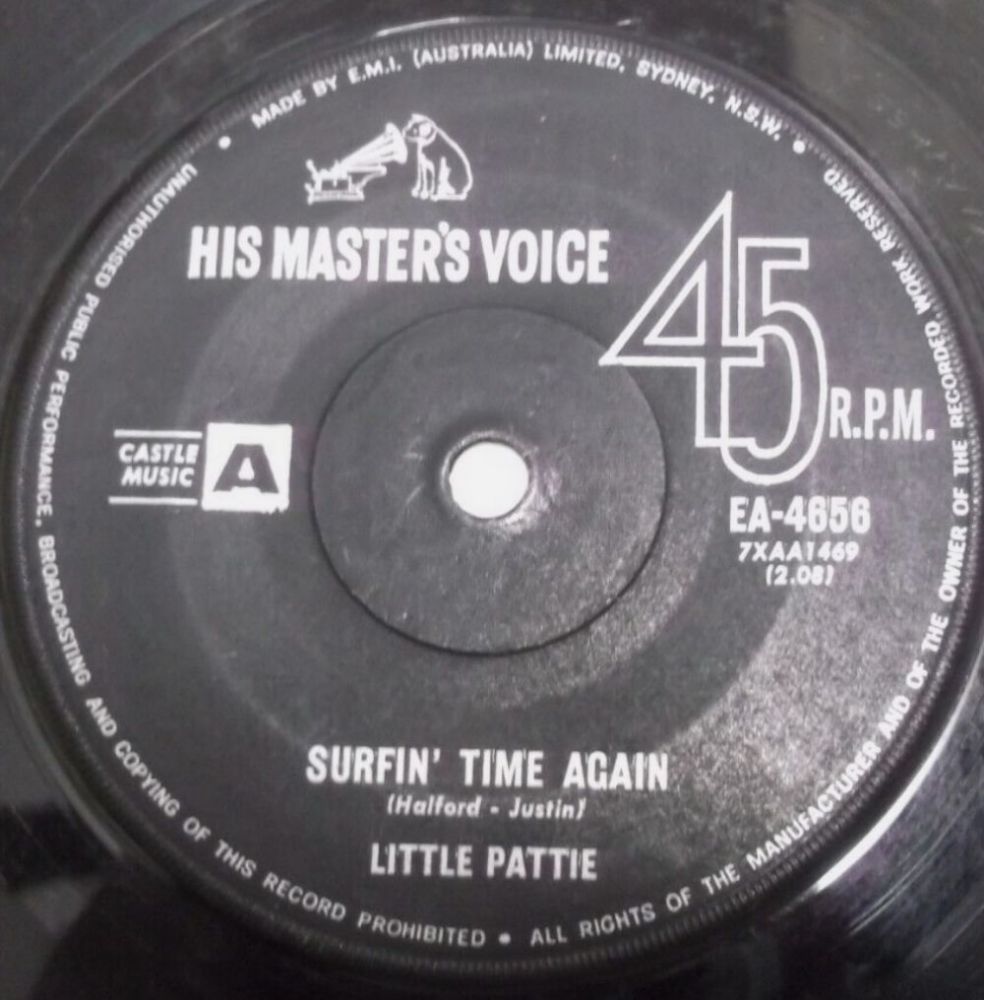 MADE BY E.M.I. (AUSTRALIA) LIMITED. SYDNEY. N.S.W.
HIS MASTER'S VOICE
45
R.P.M.
CASTLE
MUSIC
A
EA-4656
7XAA1469
(2.08)
SURFIN' TIME AGAIN
(Halford - Justin)
LITTLE PATTIE
UNAUTHORISED PUBLIC PERFORMANCE. BROADCASTING AND COPYING OF THIS RECORD PROHIBITED • ALL RIGHTS OF THE MANUFACTURER AND OF THE OWNER OF THE RECORDED WORK RESERVED